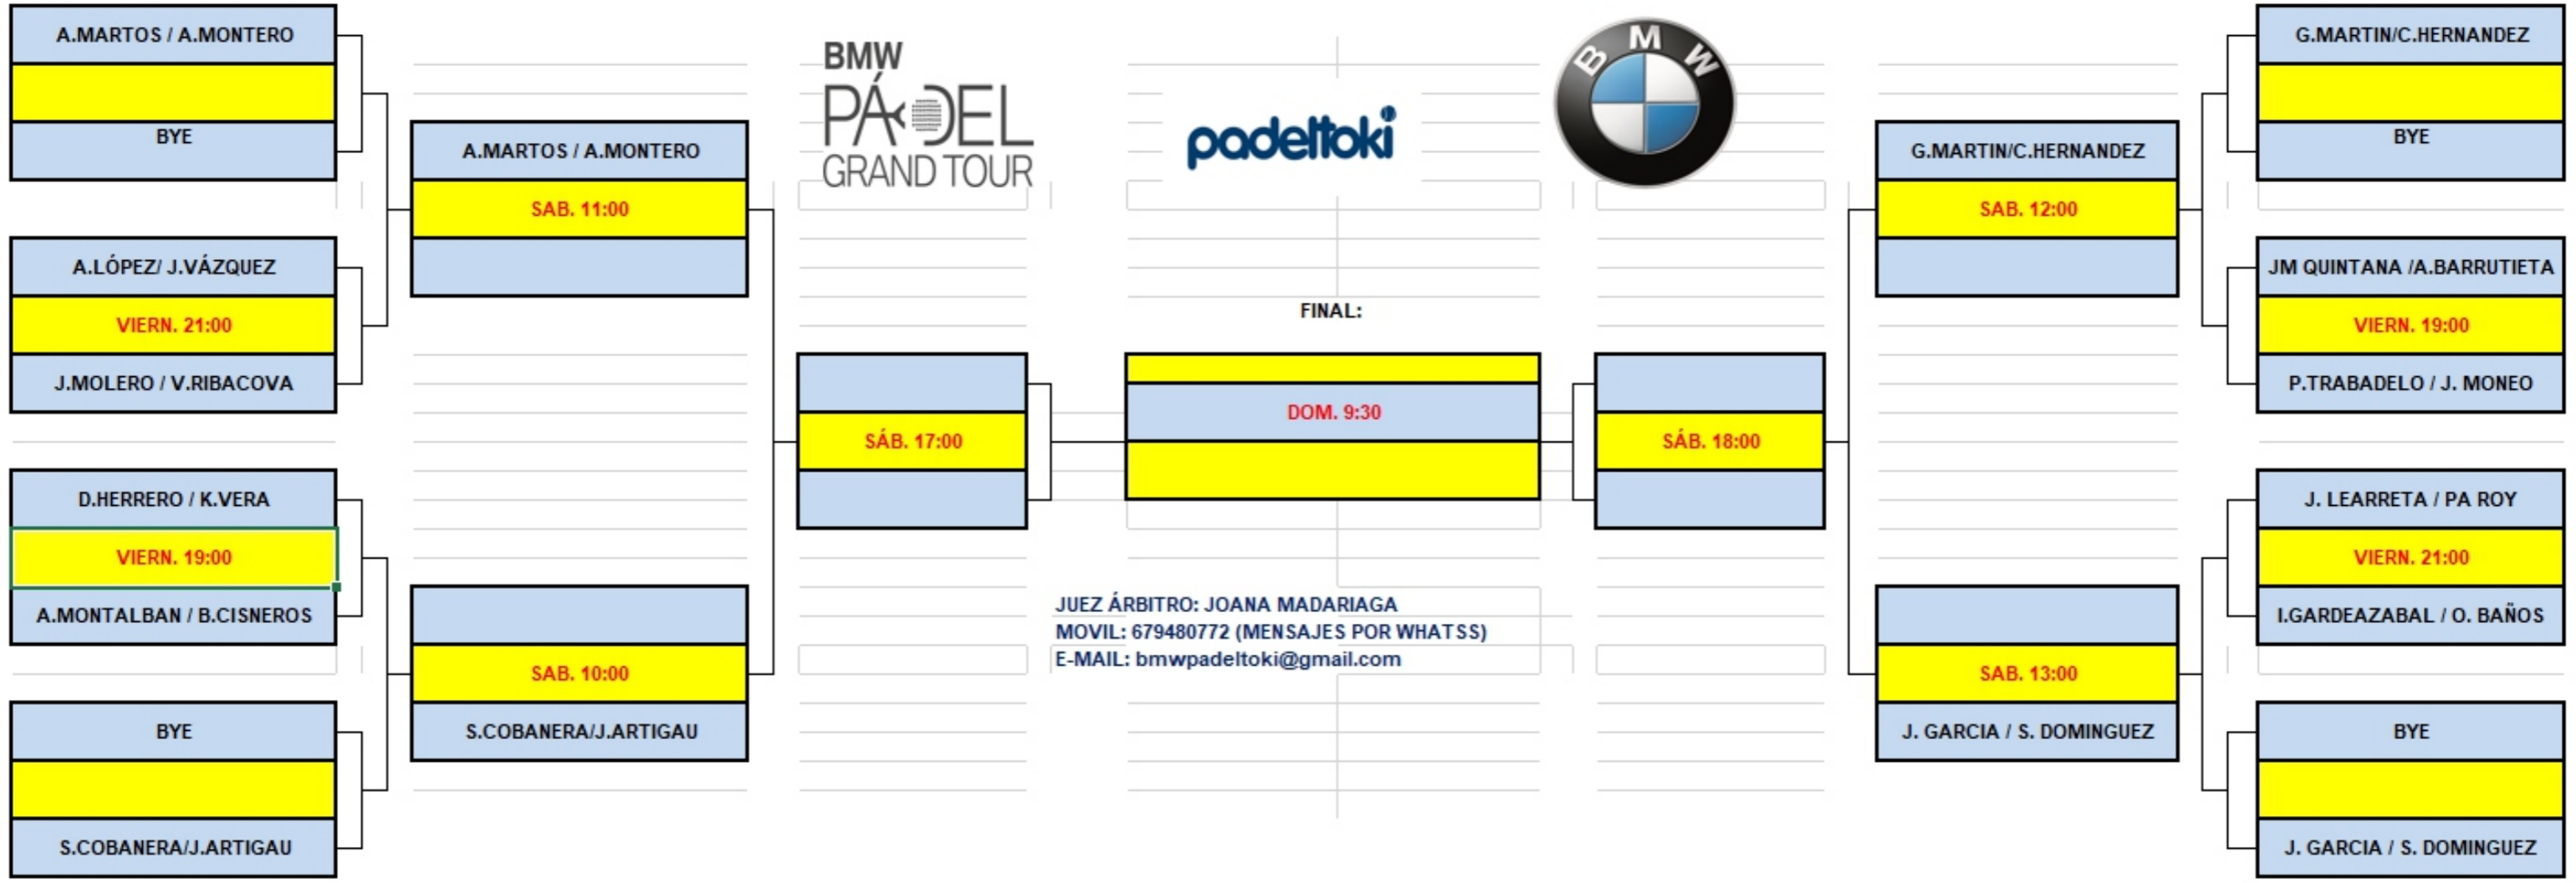 A.MARTOS / A.MONTERO
BYE
A.LÓPEZ/ J.VÁZQUEZ
VIERN. 21:00
J.MOLERO / V.RIBACOVA
D.HERRERO / K.VERA
VIERN. 19:00
A.MONTALBAN / B.CISNEROS
BYE
S.COBANERA/J.ARTIGAU
A.MARTOS / A.MONTERO
SAB. 11:00
SAB. 10:00
S.COBANERA/J.ARTIGAU
BMW
PÁDEL
GRAND TOUR
padeltoki
BMW
SÁB. 17:00
FINAL:
DOM. 9:30
SÁB. 18:00
JUEZ ÁRBITRO: JOANA MADARIAGA
MOVIL: 679480772 (MENSAJES POR WHATSS)
E-MAIL: bmwpadeltoki@gmail.com
G.MARTIN/C.HERNANDEZ
SAB. 12:00
SAB. 13:00
J. GARCIA / S. DOMINGUEZ
G.MARTIN/C.HERNANDEZ
BYE
JM QUINTANA /A.BARRUTIETA
VIERN. 19:00
P.TRABADELO / J. MONEO
J. LEARRETA / PA ROY
VIERN. 21:00
I.GARDEAZABAL / O. BAÑOS
BYE
J. GARCIA / S. DOMINGUEZ